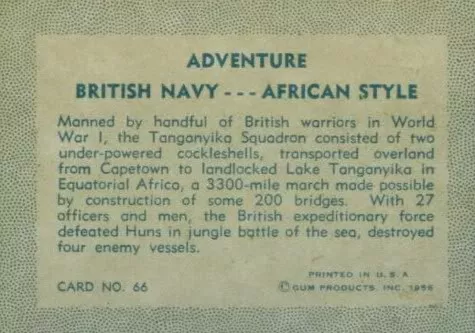 ADVENTURE
BRITISH NAVY --- AFRICAN STYLE
Manned by handful of British warriors in World
War I, the Tanganyika Squadron consisted of two
under-powered cockleshells, transported overland
from Capetown to landlocked Lake Tanganyika in
Equatorial Africa, a 3300-mile march made possible
by construction of some 200 bridges. With 27
officers and men, the British expeditionary force
defeated Huns in jungle battle of the sea, destroyed
four enemy vessels.
PRINTED IN U.S.A
CARD NO. 66
© GUM PRODUCTS, INC. 1956